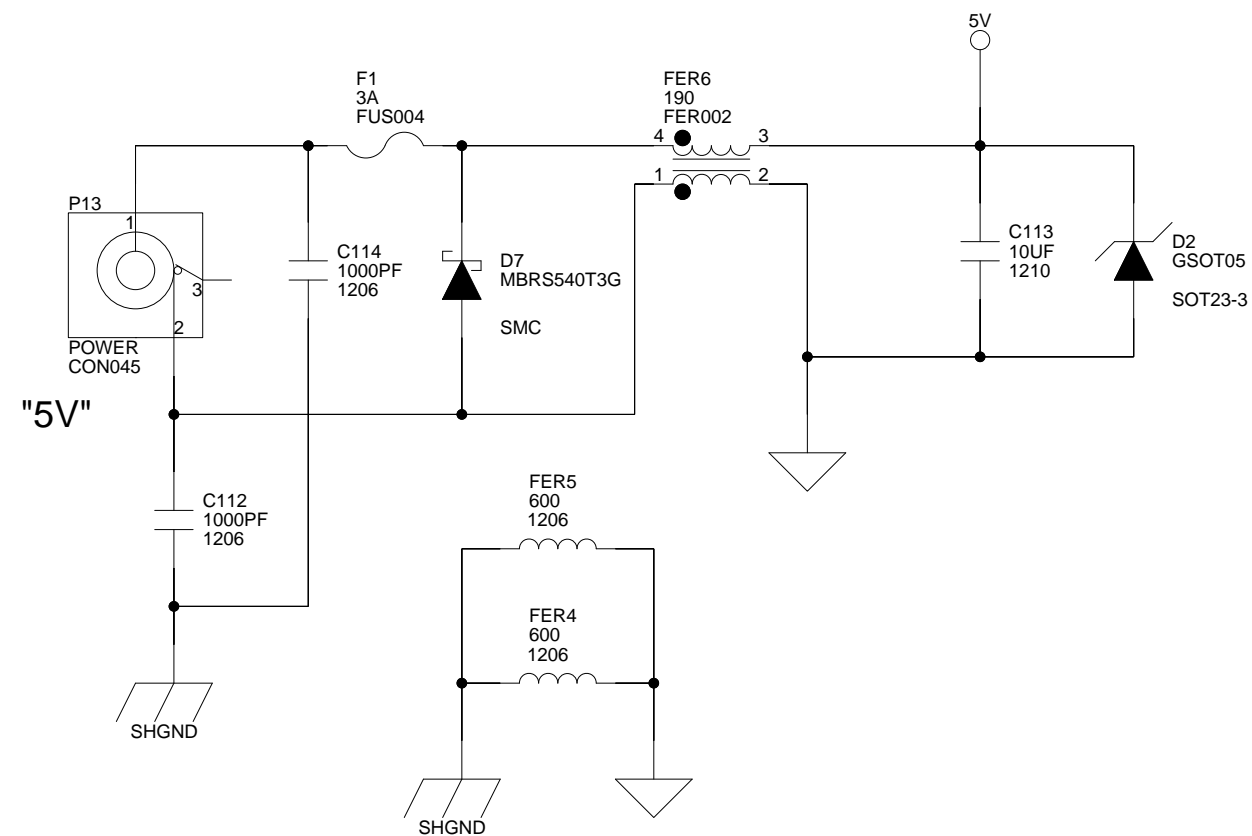 5V
F1
3A
FUS004
FER6
190
FER002
4
3
1
2
P13
1
3
2
POWER
CON045
"5V"
C114
1000PF
1206
D7
MBRS540T3G
SMC
C113
10UF
1210
D2
GSOT05
SOT23-3
C112
1000PF
1206
FER5
600
1206
FER4
600
1206
SHGND
SHGND